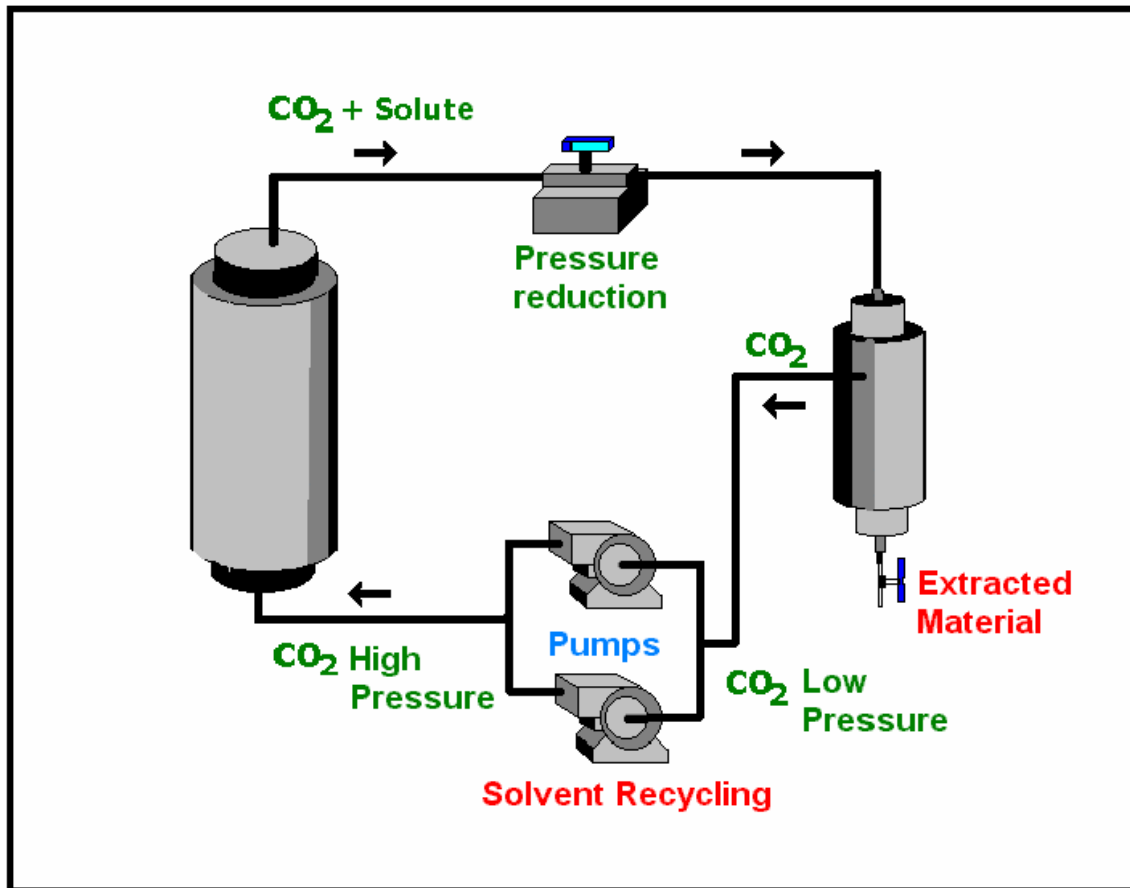 CO₂ + Solute
Pressure
reduction
CO₂
Extracted
Material
Pumps
CO₂ High
Pressure
CO₂ Low
Pressure
Solvent Recycling